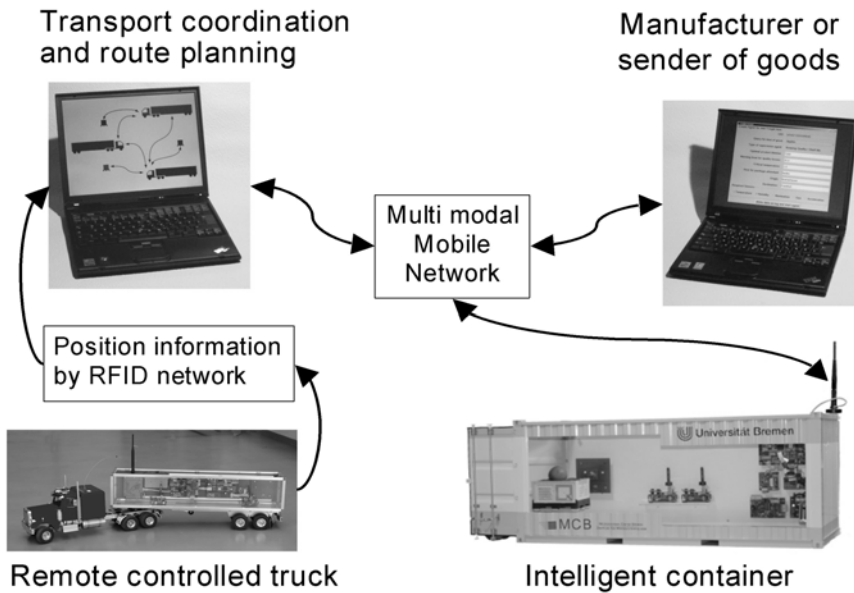 Transport coordination
and route planning
Manufacturer or
sender of goods
Multi modal
Mobile
Network
Position information
by RFID network
Universität Bremen
MCB
Remote controlled truck
Intelligent container